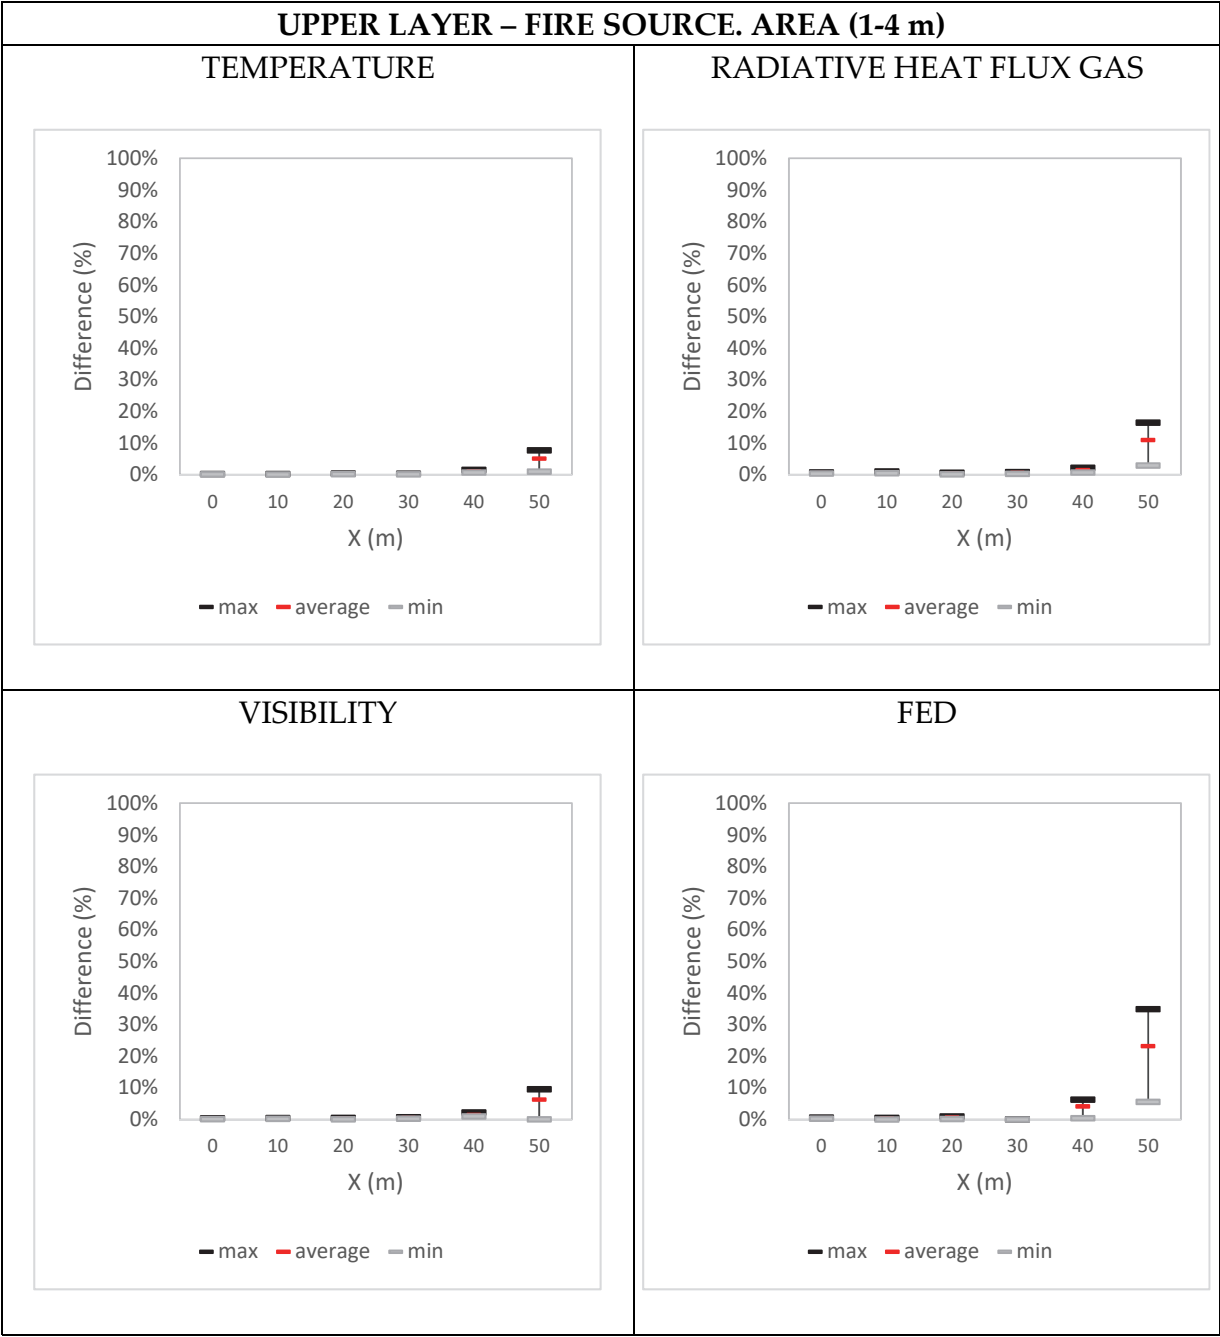 UPPER LAYER – FIRE SOURCE. AREA (1-4 m)
TEMPERATURE
100%
90%
80%
70%
60%
50%
40%
30%
20%
10%
0%
Difference (%)
0 10 20 30 40 50
X (m)
max average min
RADIATIVE HEAT FLUX GAS
100%
90%
80%
70%
60%
50%
40%
30%
20%
10%
0%
Difference (%)
0 10 20 30 40 50
X (m)
max average min
VISIBILITY
100%
90%
80%
70%
60%
50%
40%
30%
20%
10%
0%
Difference (%)
0 10 20 30 40 50
X (m)
max average min
FED
100%
90%
80%
70%
60%
50%
40%
30%
20%
10%
0%
Difference (%)
0 10 20 30 40 50
X (m)
max average min